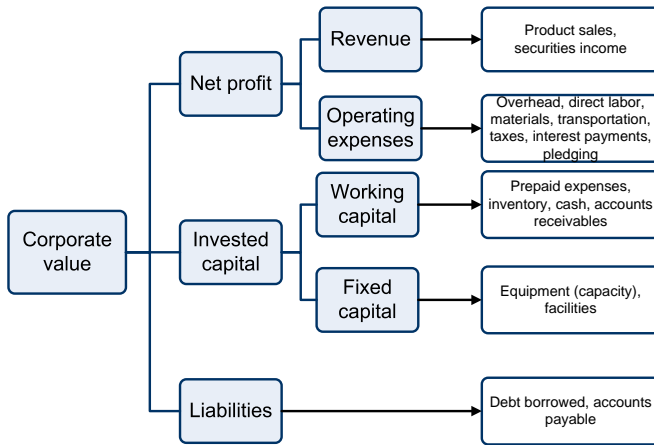 Revenue
Product sales,
securities income
Net profit
Operating
expenses
Overhead, direct labor,
materials, transportation,
taxes, interest payments,
pledging
Working
capital
Prepaid expenses,
inventory, cash, accounts
receivables
Corporate
value
Invested
capital
Fixed
capital
Equipment (capacity),
facilities
Liabilities
Debt borrowed, accounts
payable